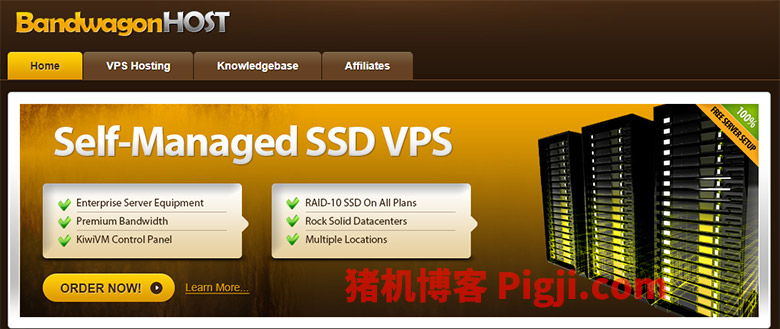 BandwagonHOST
Home VPS Hosting Knowledgebase Affiliates
Self-Managed SSD VPS
100%
FREE SERVER SETUP
Enterprise Server Equipment
Premium Bandwidth
KiwiVM Control Panel
RAID-10 SSD On All Plans
Rock Solid Datacenters
Multiple Locations
ORDER NOW!
Learn More...
猪机博客 Pigji.com